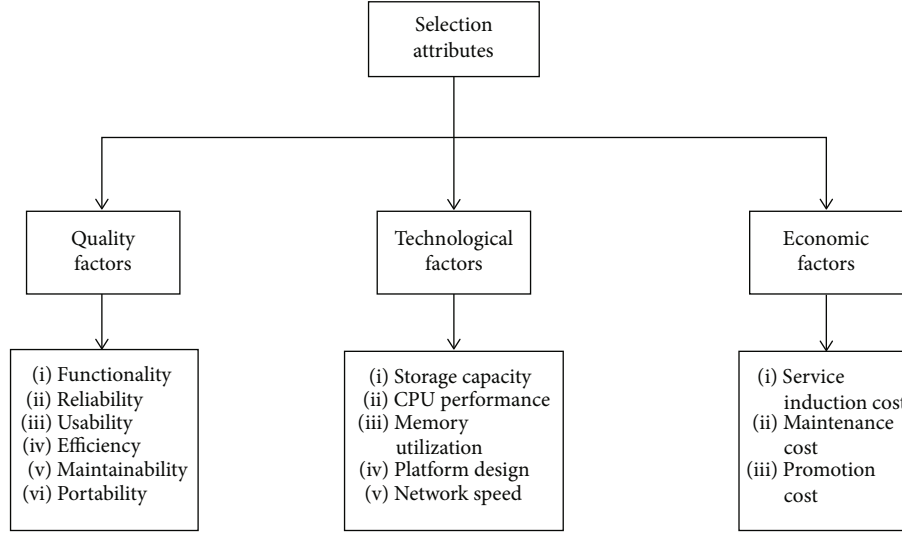 Selection
attributes
Quality
factors
Technological
factors
Economic
factors
(i) Functionality
(ii) Reliability
(iii) Usability
(iv) Efficiency
(v) Maintainability
(vi) Portability
(i) Storage capacity
(ii) CPU performance
(iii) Memory
utilization
(iv) Platform design
(v) Network speed
(i) Service
induction cost
(ii) Maintenance
cost
(iii) Promotion
cost